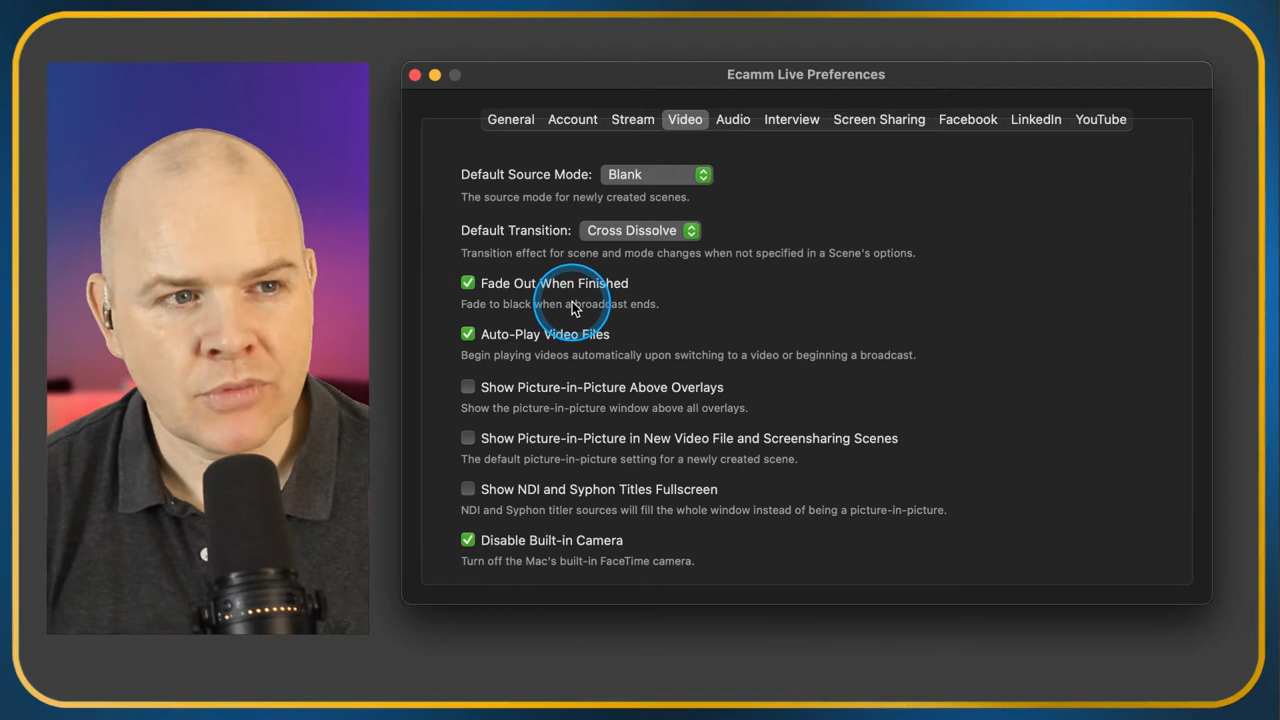 Ecamm Live Preferences
General Account Stream Video Audio Interview Screen Sharing Facebook LinkedIn YouTube
Default Source Mode: Blank
The source mode for newly created scenes.
Default Transition: Cross Dissolve
Transition effect for scene and mode changes when not specified in a Scene's options.
Fade Out When Finished
Fade to black when a broadcast ends.
Auto-Play Video Files
Begin playing videos automatically upon switching to a video or beginning a broadcast.
Show Picture-in-Picture Above Overlays
Show the picture-in-picture window above all overlays.
Show Picture-in-Picture in New Video File and Screensharing Scenes
The default picture-in-picture setting for a newly created scene.
Show NDI and Syphon Titles Fullscreen
NDI and Syphon titler sources will fill the whole window instead of being a picture-in-picture.
Disable Built-in Camera
Turn off the Mac's built-in FaceTime camera.